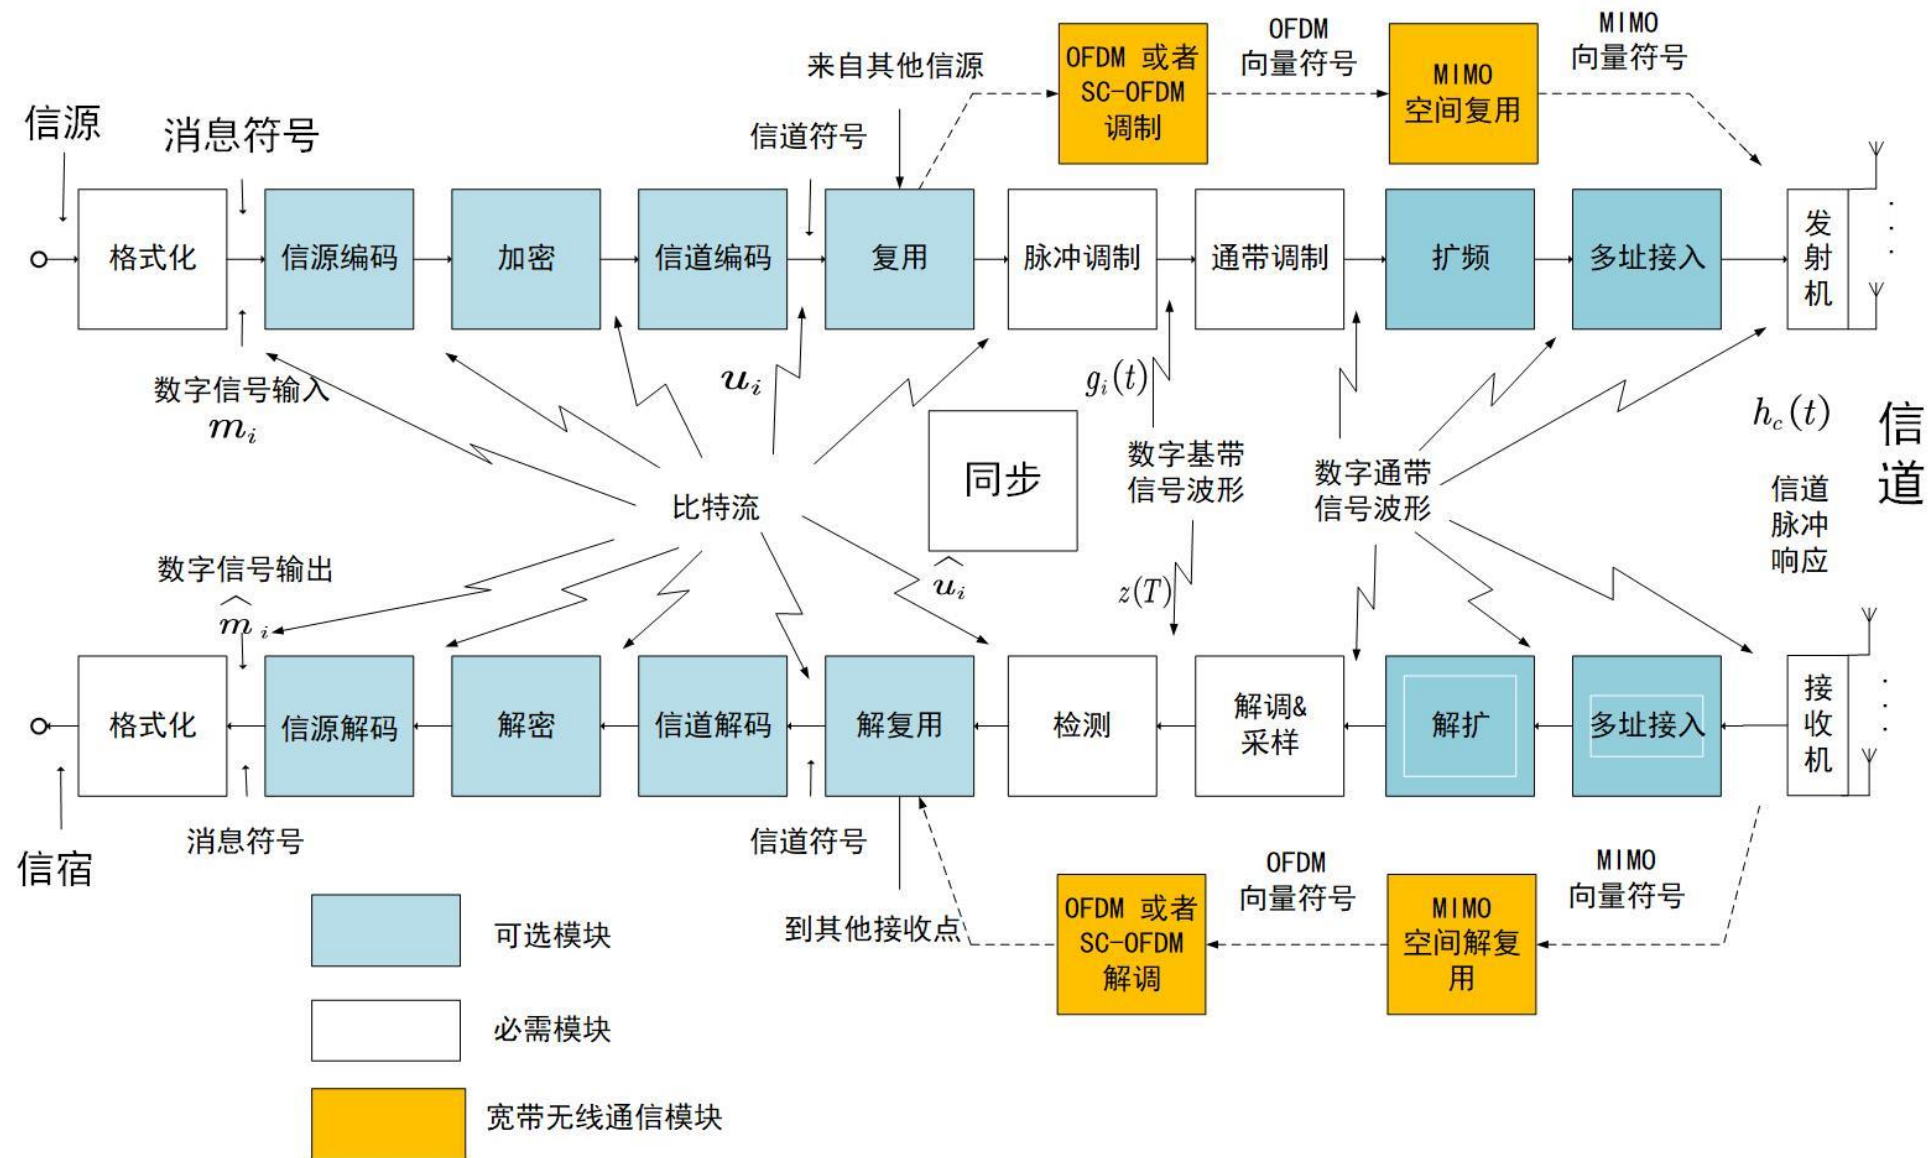 来自其他信源
OFDM 或者
SC-OFDM
调制
OFDM
向量符号
MIMO
空间复用
MIMO
向量符号
信源
消息符号
信道符号
格式化
信源编码
加密
信道编码
复用
脉冲调制
通带调制
扩频
多址接入
发
射
机
数字信号输入
m_i
u_i
g_i(t)
h_c(t)
信
道
同步
数字基带
信号波形
数字通带
信号波形
比特流
信道
脉冲
响应
数字信号输出
\widehat{m}_i
\widehat{u}_i
z(T)
格式化
信源解码
解密
信道解码
解复用
检测
解调&
采样
解扩
多址接入
接
收
机
信宿
消息符号
信道符号
到其他接收点
OFDM 或者
SC-OFDM
解调
OFDM
向量符号
MIMO
空间解复
用
MIMO
向量符号
可选模块
必需模块
宽带无线通信模块